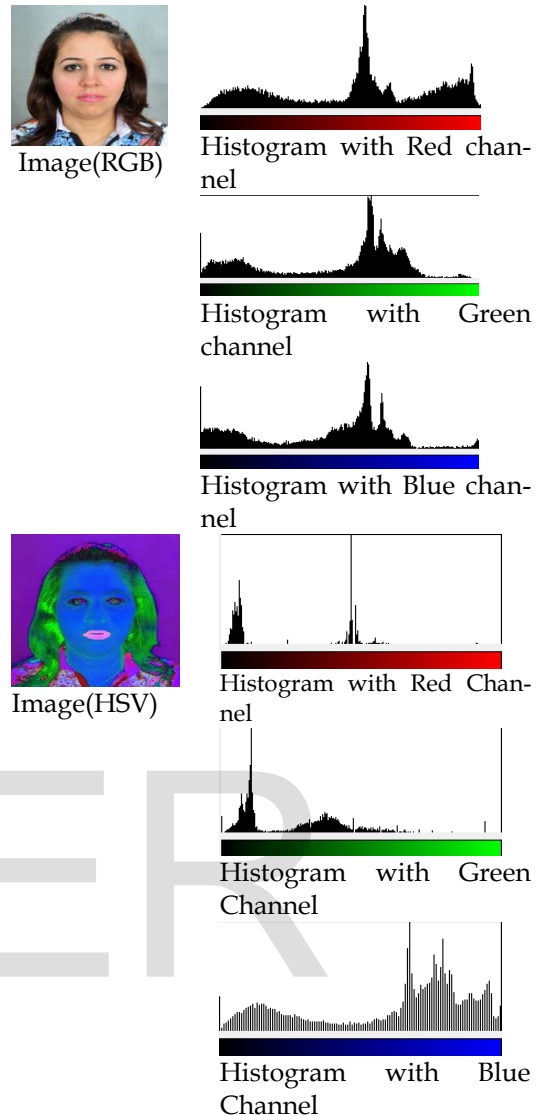 Image(RGB)
Histogram with Red chan-
nel
Histogram with Green
channel
Histogram with Blue chan-
nel
Image(HSV)
Histogram with Red Chan-
nel
Histogram with Green
Channel
Histogram with Blue
Channel
ER